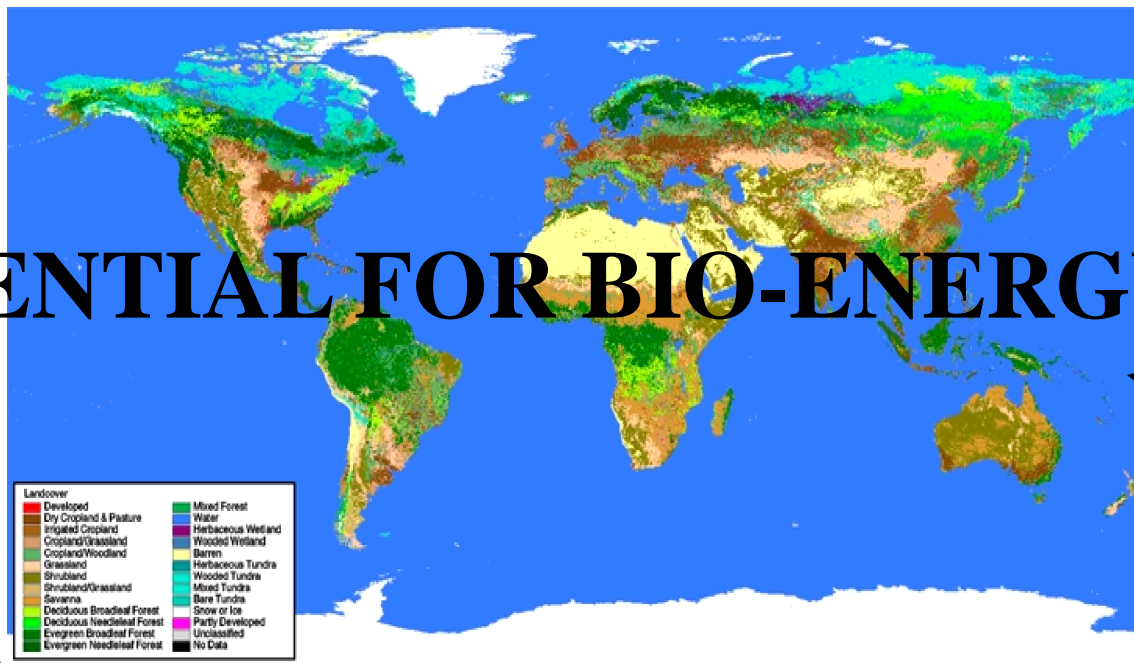 ENTIAL FOR BIO-ENERG
Landcover
Developed
Dry Cropland & Pasture
Irrigated Cropland
Cropland/Grassland
Cropland/Woodland
Grassland
Shrubland
Shrubland/Grassland
Savanna
Deciduous Broadleaf Forest
Deciduous Needleleaf Forest
Evegreen Broadleaf Forest
Evergreen Needleleaf Forest
Mixed Forest
Water
Herbaceous Wetland
Wooded Wetland
Barren
Herbaceous Tundra
Wooded Tundra
Mixed Tundra
Bare Tundra
Snow or Ice
Partly Developed
Unclassified
No Data